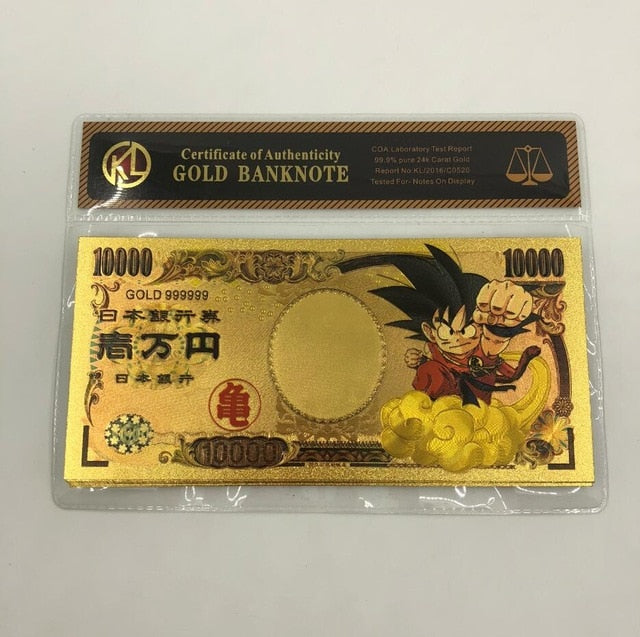 KL
Certificate of Authenticity
GOLD BANKNOTE
COA Laboratory Test Report
99.9% pure 24k Carat Gold
Report No KL/2016/C0520
Tested For- Notes On Display
10000
10000
GOLD 999999
日本銀行券
壱万円
日本銀行
亀
10000